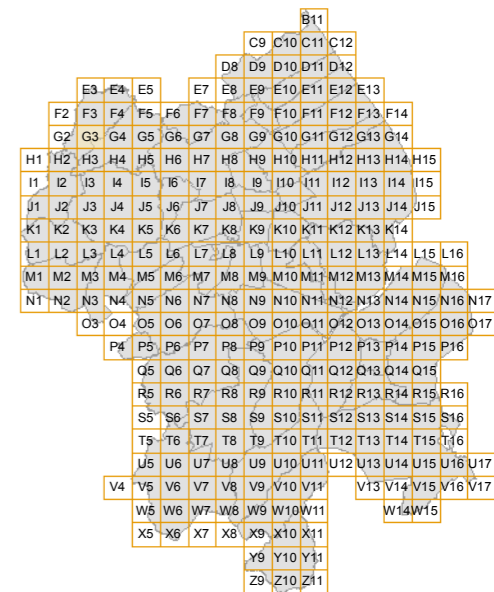 B11
C9 C10 C11 C12
D8 D9 D10 D11 D12
E3 E4 E5 E7 E8 E9 E10 E11 E12 E13
F2 F3 F4 F5 F6 F7 F8 F9 F10 F11 F12 F13 F14
G2 G3 G4 G5 G6 G7 G8 G9 G10 G11 G12 G13 G14
H1 H2 H3 H4 H5 H6 H7 H8 H9 H10 H11 H12 H13 H14 H15
I1 I2 I3 I4 I5 I6 I7 I8 I9 I10 I11 I12 I13 I14 I15
J1 J2 J3 J4 J5 J6 J7 J8 J9 J10 J11 J12 J13 J14 J15
K1 K2 K3 K4 K5 K6 K7 K8 K9 K10 K11 K12 K13 K14
L1 L2 L3 L4 L5 L6 L7 L8 L9 L10 L11 L12 L13 L14 L15 L16
M1 M2 M3 M4 M5 M6 M7 M8 M9 M10 M11 M12 M13 M14 M15 M16
N1 N2 N3 N4 N5 N6 N7 N8 N9 N10 N11 N12 N13 N14 N15 N16 N17
O3 O4 O5 O6 O7 O8 O9 O10 O11 O12 O13 O14 O15 O16 O17
P4 P5 P6 P7 P8 P9 P10 P11 P12 P13 P14 P15 P16
Q5 Q6 Q7 Q8 Q9 Q10 Q11 Q12 Q13 Q14 Q15
R5 R6 R7 R8 R9 R10 R11 R12 R13 R14 R15 R16
S5 S6 S7 S8 S9 S10 S11 S12 S13 S14 S15 S16
T5 T6 T7 T8 T9 T10 T11 T12 T13 T14 T15 T16
U5 U6 U7 U8 U9 U10 U11 U12 U13 U14 U15 U16 U17
V4 V5 V6 V7 V8 V9 V10 V11 V13 V14 V15 V16 V17
W5 W6 W7 W8 W9 W10 W11 W14 W15
X5 X6 X7 X8 X9 X10 X11
Y9 Y10 Y11
Z9 Z10 Z11